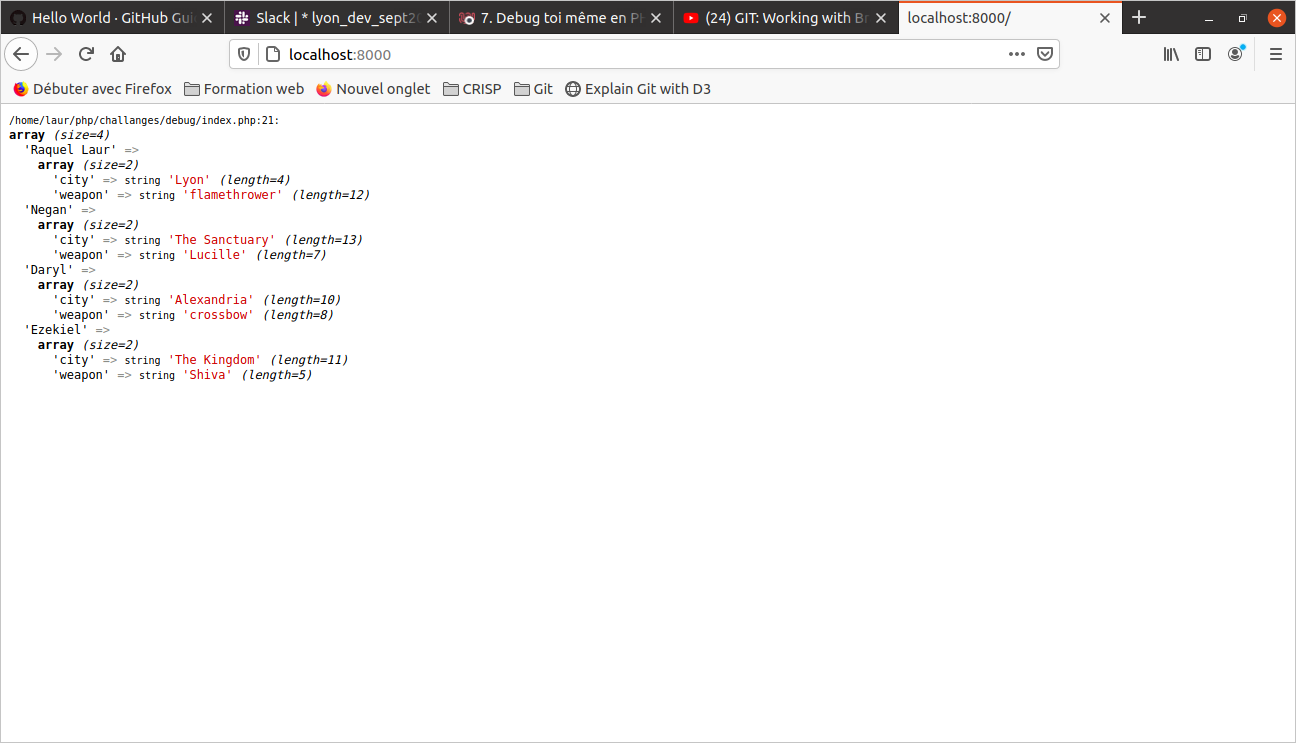 Hello World · GitHub Gui
Slack | * lyon_dev_sept20
7. Debug toi même en PH
(24) GIT: Working with Br
localhost:8000/
localhost:8000
Débuter avec Firefox
Formation web
Nouvel onglet
CRISP
Git
Explain Git with D3
/home/laur/php/challanges/debug/index.php:21:
array (size=4)
'Raquel Laur' =>
array (size=2)
'city' => string 'Lyon' (length=4)
'weapon' => string 'flamethrower' (length=12)
'Negan' =>
array (size=2)
'city' => string 'The Sanctuary' (length=13)
'weapon' => string 'Lucille' (length=7)
'Daryl' =>
array (size=2)
'city' => string 'Alexandria' (length=10)
'weapon' => string 'crossbow' (length=8)
'Ezekiel' =>
array (size=2)
'city' => string 'The Kingdom' (length=11)
'weapon' => string 'Shiva' (length=5)